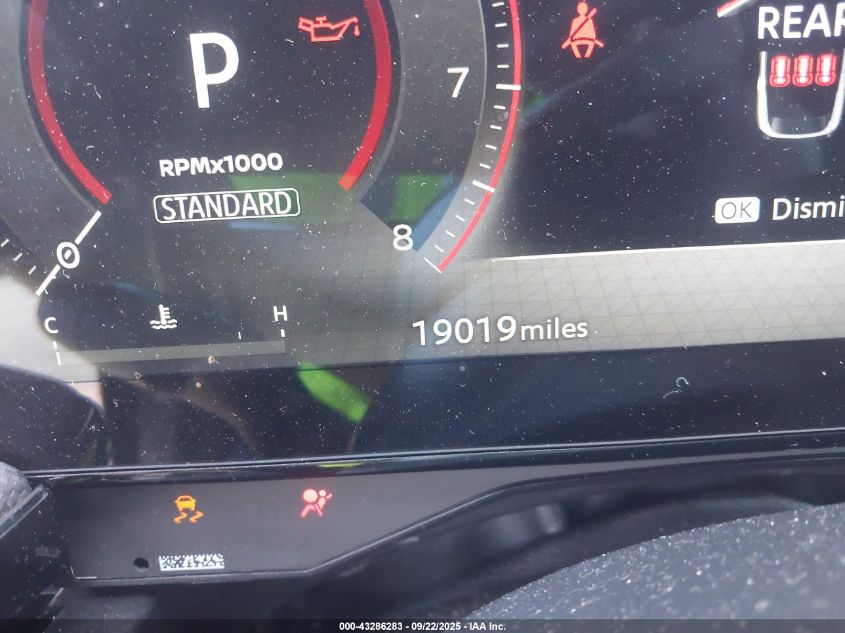 P
REAR
7
RPMx1000
STANDARD
OK Dismi
8
0
C
H
19019miles
000-43286283 - 09/22/2025 - IAA Inc.